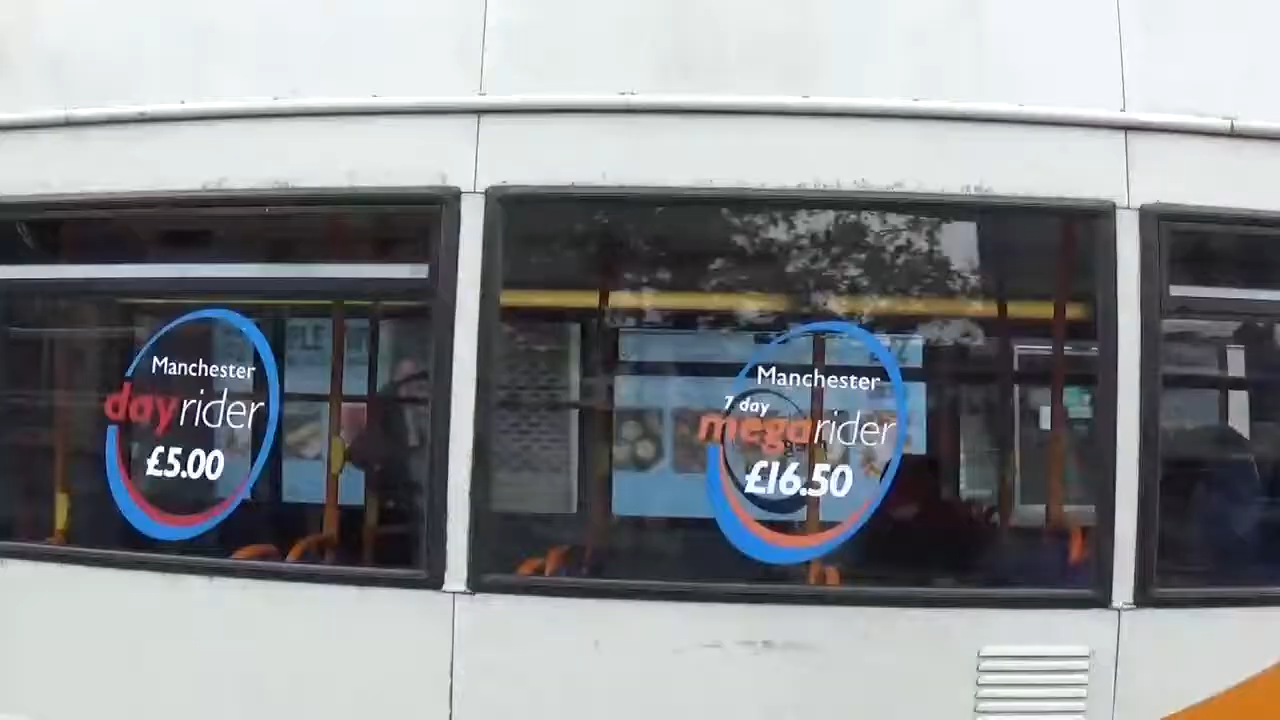 Manchester
dayrider
£5.00
Manchester
7 day
megarider
£16.50